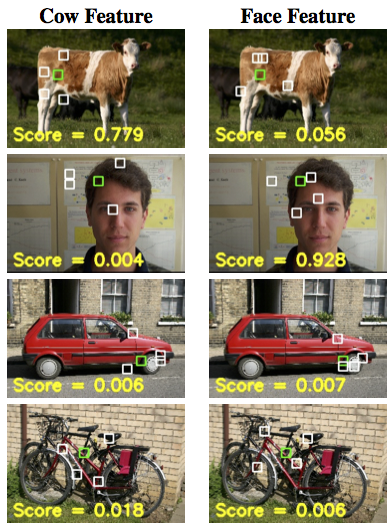 Cow Feature Face Feature
Score = 0.779 Score = 0.056
Score = 0.004 Score = 0.928
Score = 0.006 Score = 0.007
Score = 0.018 Score = 0.006